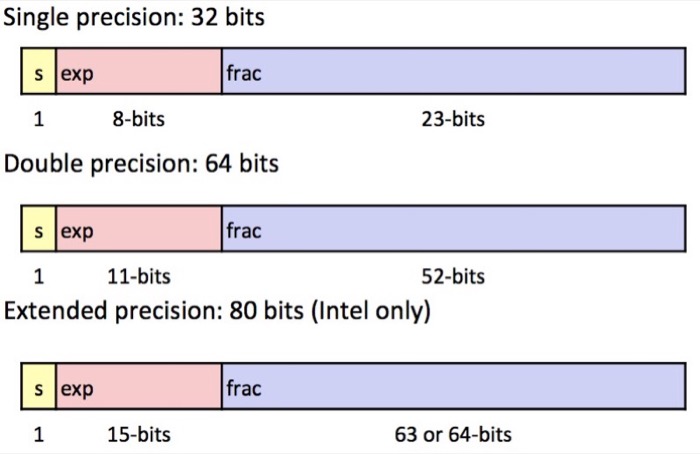 Single precision: 32 bits
s exp frac
1 8-bits 23-bits
Double precision: 64 bits
s exp frac
1 11-bits 52-bits
Extended precision: 80 bits (Intel only)
s exp frac
1 15-bits 63 or 64-bits